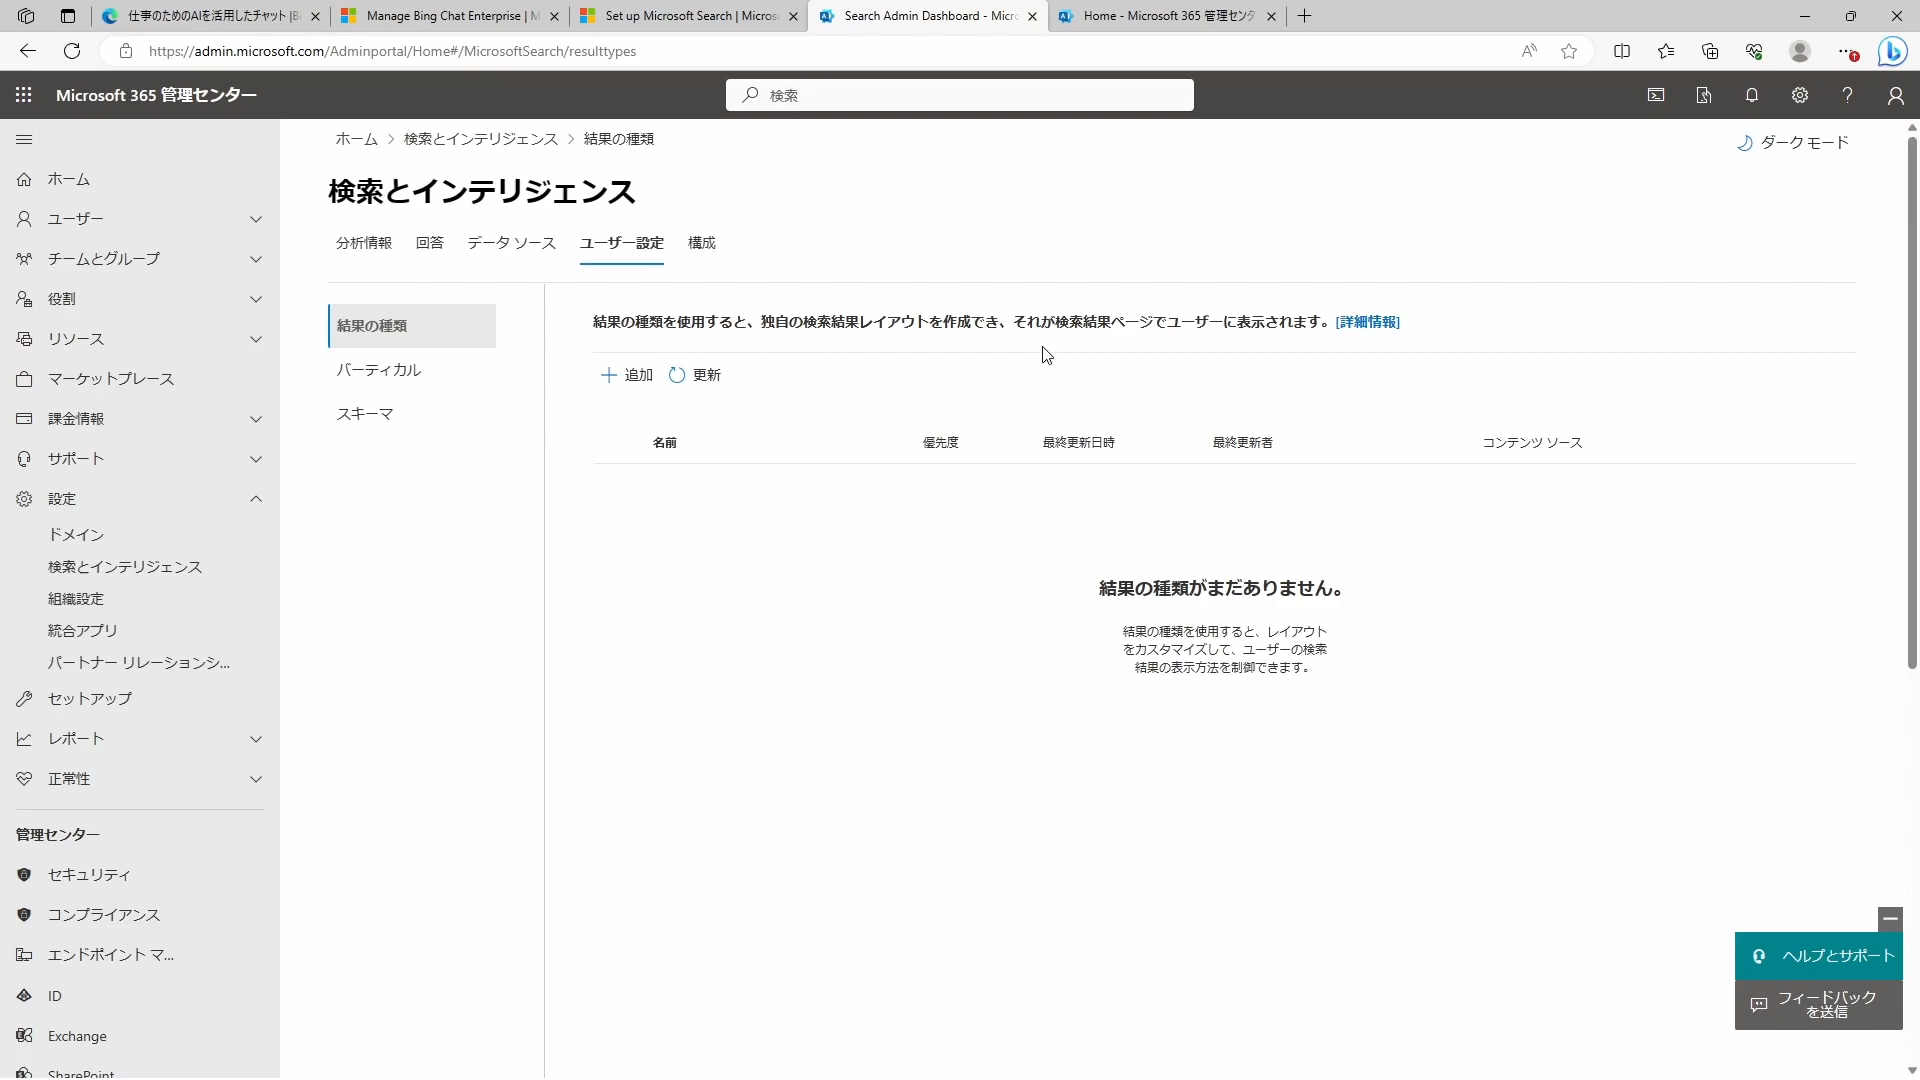 仕事のためのAIを活用したチャット |Bi
Manage Bing Chat Enterprise | M
Set up Microsoft Search | Micros
Search Admin Dashboard - Micr
Home - Microsoft 365 管理センタ
https://admin.microsoft.com/Adminportal/Home#/MicrosoftSearch/resulttypes
Microsoft 365 管理センター
検索
ホーム > 検索とインテリジェンス > 結果の種類
ダーク モード
検索とインテリジェンス
分析情報 回答 データ ソース ユーザー設定 構成
ホーム
ユーザー
チームとグループ
役割
リソース
マーケットプレース
課金情報
サポート
設定
ドメイン
検索とインテリジェンス
組織設定
統合アプリ
パートナー リレーションシ...
セットアップ
レポート
正常性
管理センター
セキュリティ
コンプライアンス
エンドポイント マ...
ID
Exchange
SharePoint
結果の種類
バーティカル
スキーマ
結果の種類を使用すると、独自の検索結果レイアウトを作成でき、それが検索結果ページでユーザーに表示されます。[詳細情報]
追加 更新
名前 優先度 最終更新日時 最終更新者 コンテンツ ソース
結果の種類がまだありません。
結果の種類を使用すると、レイアウト
をカスタマイズして、ユーザーの検索
結果の表示方法を制御できます。
ヘルプとサポート
フィードバック
を送信